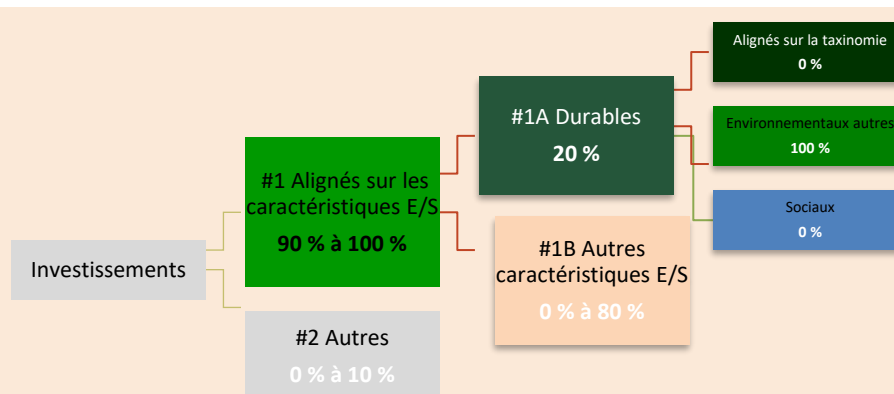 Investissements
#1 Alignés sur les
caractéristiques E/S
90 % à 100 %
#2 Autres
0 % à 10 %
#1A Durables
20 %
#1B Autres
caractéristiques E/S
0 % à 80 %
Alignés sur la taxinomie
0 %
Environnementaux autres
100 %
Sociaux
0 %